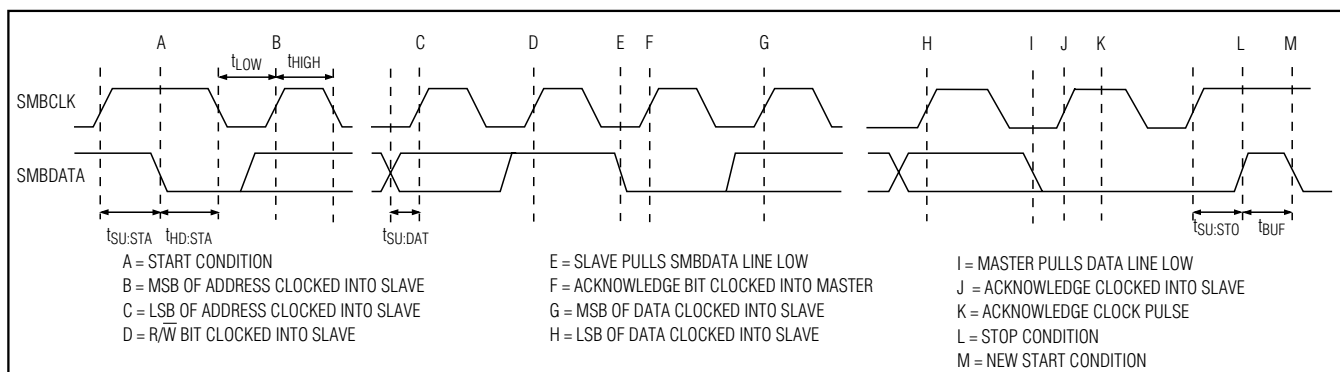 A B C D E F G H I J K L M
tLOW tHIGH
SMBCLK
SMBDATA
tSU:STA tHD:STA tSU:DAT tSU:STO tBUF
A = START CONDITION
B = MSB OF ADDRESS CLOCKED INTO SLAVE
C = LSB OF ADDRESS CLOCKED INTO SLAVE
D = R/W̅ BIT CLOCKED INTO SLAVE
E = SLAVE PULLS SMBDATA LINE LOW
F = ACKNOWLEDGE BIT CLOCKED INTO MASTER
G = MSB OF DATA CLOCKED INTO SLAVE
H = LSB OF DATA CLOCKED INTO SLAVE
I = MASTER PULLS DATA LINE LOW
J = ACKNOWLEDGE CLOCKED INTO SLAVE
K = ACKNOWLEDGE CLOCK PULSE
L = STOP CONDITION
M = NEW START CONDITION